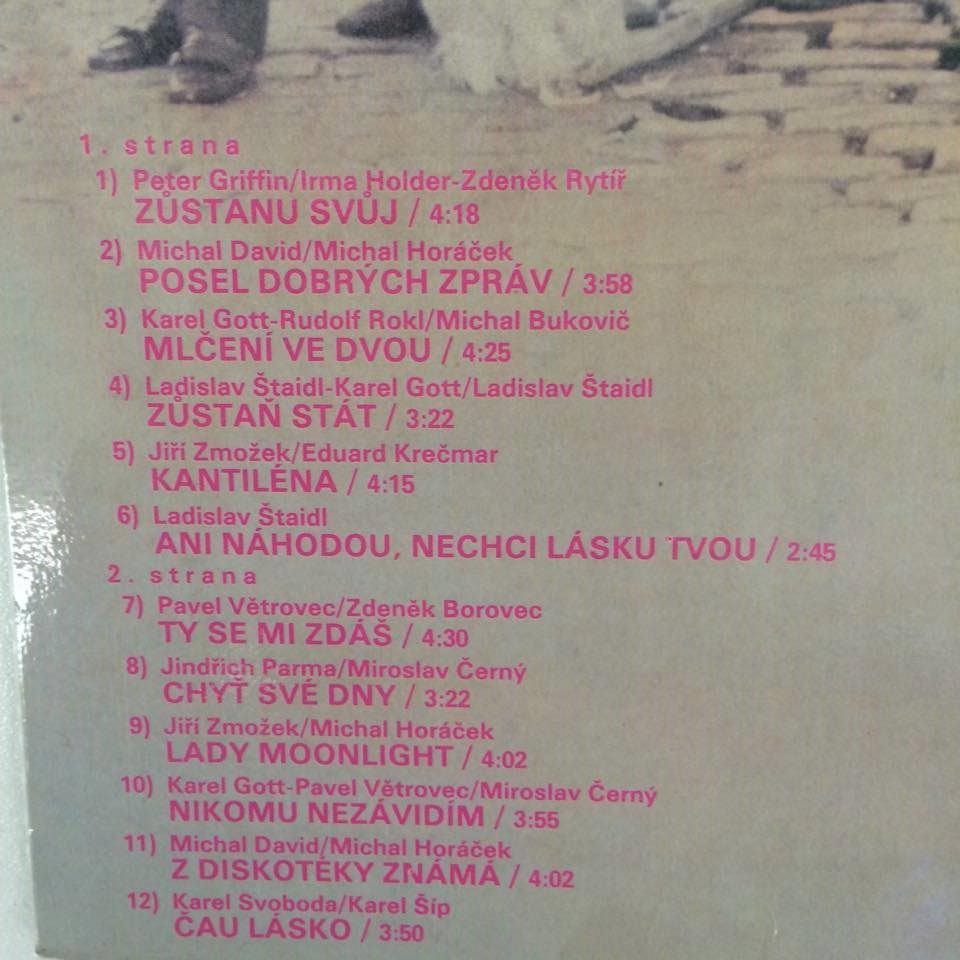 1. strana
1) Peter Griffin/Irma Holder-Zdeněk Rytíř
ZŮSTANU SVŮJ / 4:18
2) Michal David/Michal Horáček
POSEL DOBRÝCH ZPRÁV / 3:58
3) Karel Gott-Rudolf Rokl/Michal Bukovič
MLČENÍ VE DVOU / 4:25
4) Ladislav Štaidl-Karel Gott/Ladislav Štaidl
ZŮSTAŇ STÁT / 3:22
5) Jiří Zmožek/Eduard Krečmar
KANTILÉNA / 4:15
6) Ladislav Štaidl
ANI NÁHODOU, NECHCI LÁSKU TVOU / 2:45
2. strana
7) Pavel Větrovec/Zdeněk Borovec
TY SE MI ZDÁŠ / 4:30
8) Jindřich Parma/Miroslav Černý
CHYŤ SVÉ DNY / 3:22
9) Jiří Zmožek/Michal Horáček
LADY MOONLIGHT / 4:02
10) Karel Gott-Pavel Větrovec/Miroslav Černý
NIKOMU NEZÁVIDÍM / 3:55
11) Michal David/Michal Horáček
Z DISKOTÉKY ZNÁMÁ / 4:02
12) Karel Svoboda/Karel Šíp
ČAU LÁSKO / 3:50